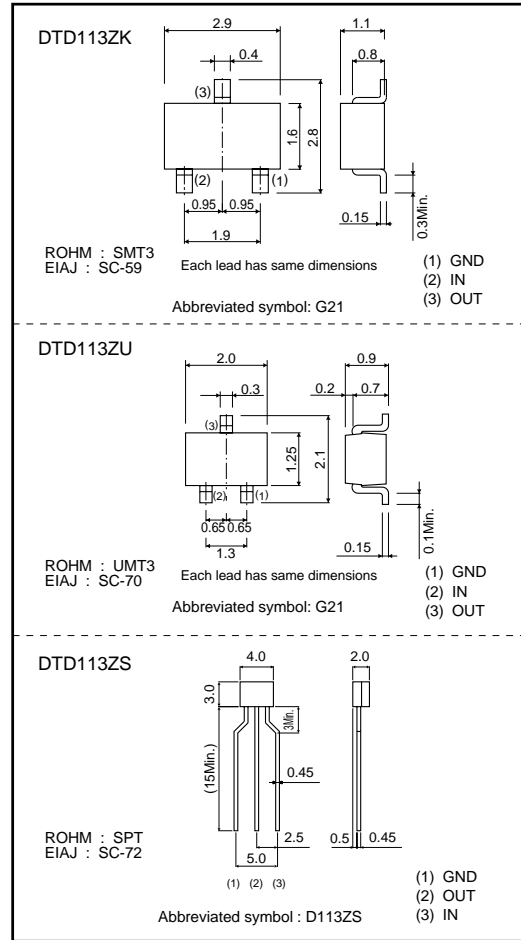 DTD113ZK
2.9
1.1
0.4
0.8
(3)
1.6
2.8
(2)
(1)
0.95
0.95
0.15
0.3Min.
1.9
ROHM : SMT3
EIAJ : SC-59
Each lead has same dimensions
(1) GND
(2) IN
(3) OUT
Abbreviated symbol: G21
DTD113ZU
2.0
0.9
0.3
0.2
0.7
(3)
1.25
2.1
(2)
(1)
0.65
0.65
0.15
0.1Min.
1.3
ROHM : UMT3
EIAJ : SC-70
Each lead has same dimensions
(1) GND
(2) IN
(3) OUT
Abbreviated symbol: G21
DTD113ZS
4.0
2.0
3.0
3Min.
(15Min.)
0.45
2.5
0.5
0.45
5.0
ROHM : SPT
EIAJ : SC-72
(1) (2) (3)
(1) GND
(2) OUT
(3) IN
Abbreviated symbol : D113ZS